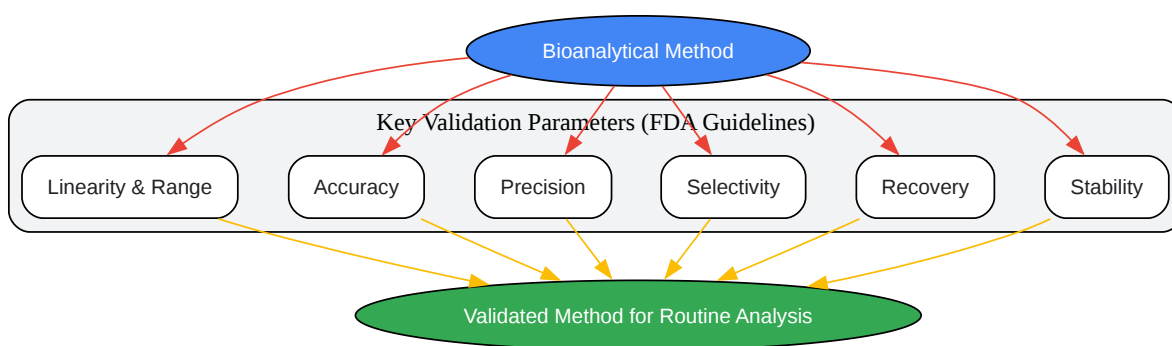 Bioanalytical Method
Key Validation Parameters (FDA Guidelines)
Linearity & Range
Accuracy
Precision
Selectivity
Recovery
Stability
Validated Method for Routine Analysis